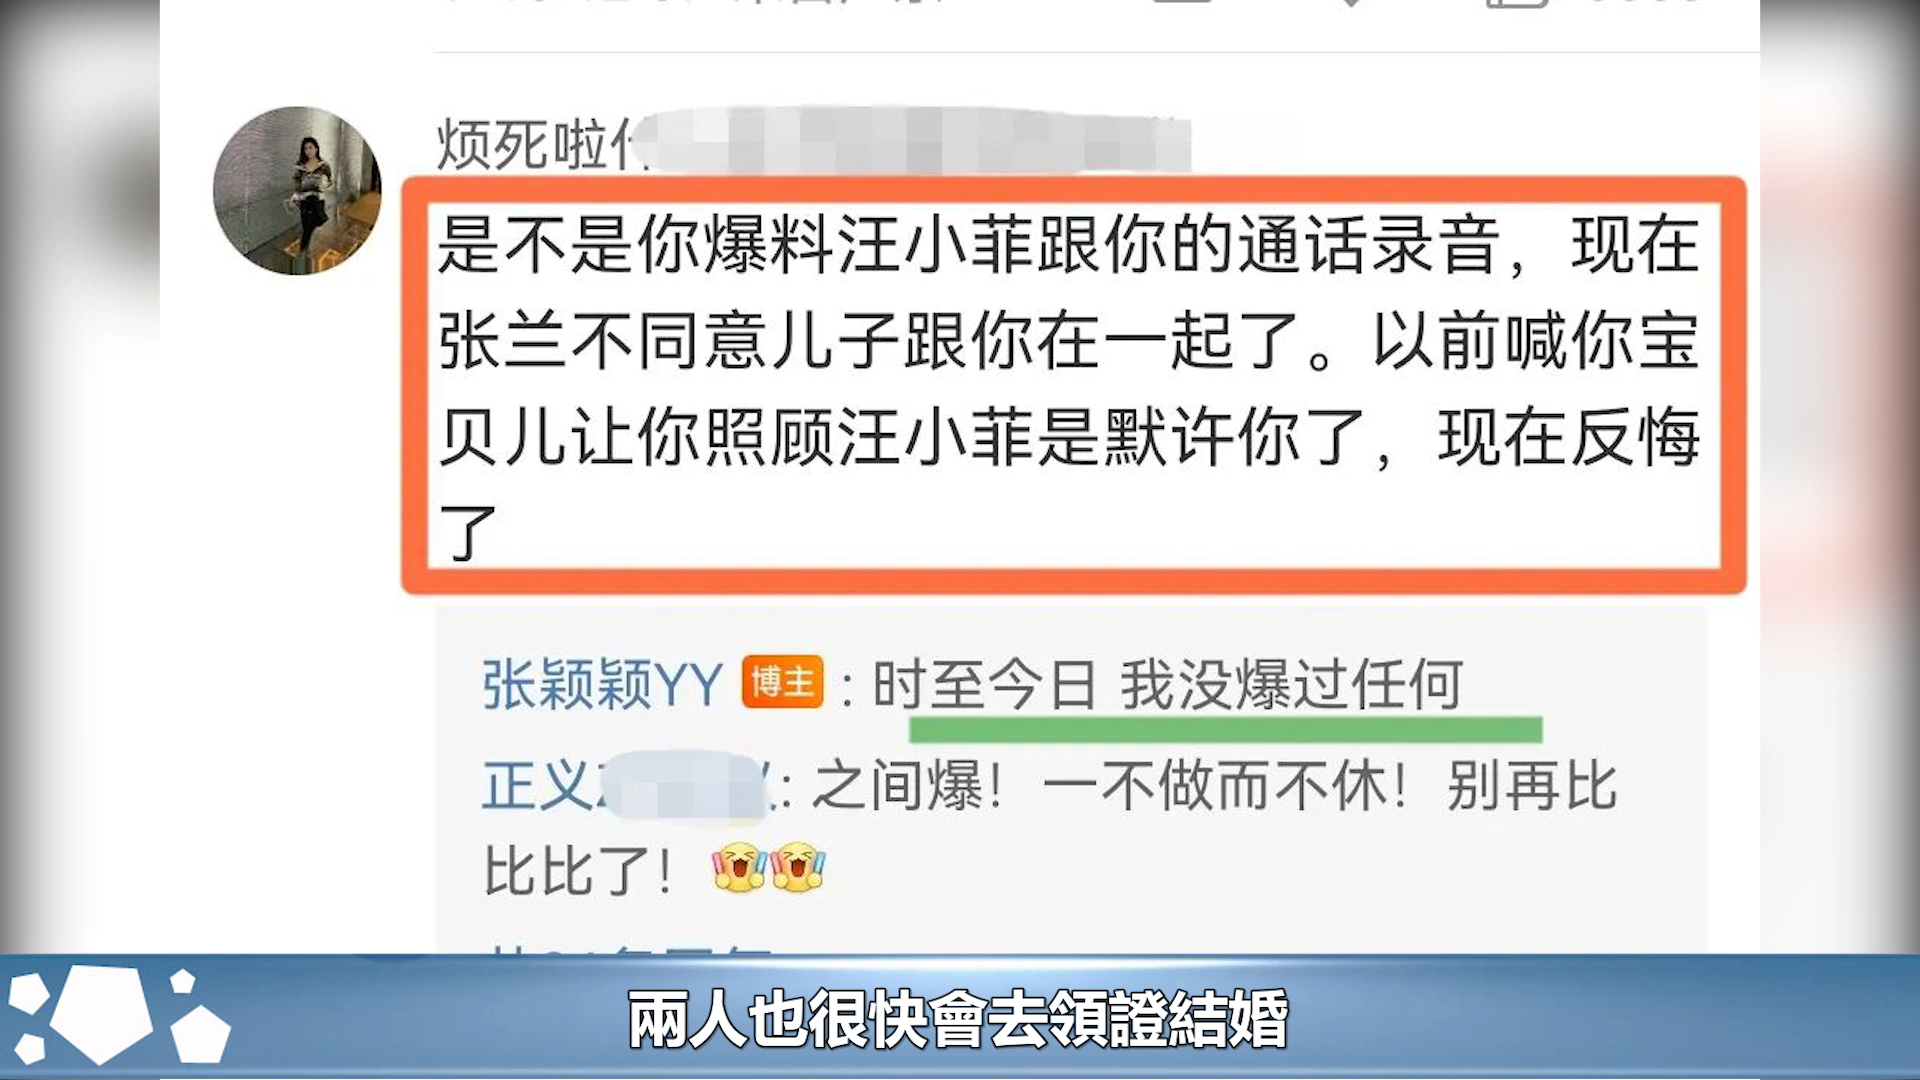 烦死啦
是不是你爆料汪小菲跟你的通话录音，现在
张兰不同意儿子跟你在一起了。以前喊你宝
贝儿让你照顾汪小菲是默许你了，现在反悔
了
张颖颖YY 博主：时至今日 我没爆过任何
正义 ：之间爆！一不做而不休！别再比
比比了！
兩人也很快會去領證結婚